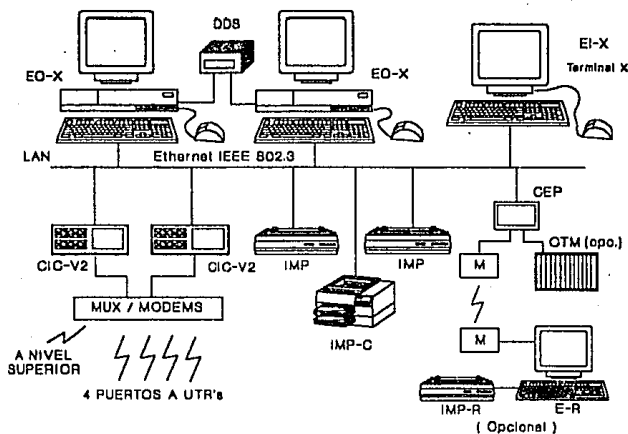 DDS
EO-X
EO-X
EI-X
Terminal X
LAN
Ethernet IEEE 802.3
CEP
CIC-V2
CIC-V2
IMP
IMP
M
OTM (opc.)
MUX / MODEMS
IMP-C
A NIVEL
SUPERIOR
M
4 PUERTOS A UTR's
IMP-R
E-R
( Opcional )